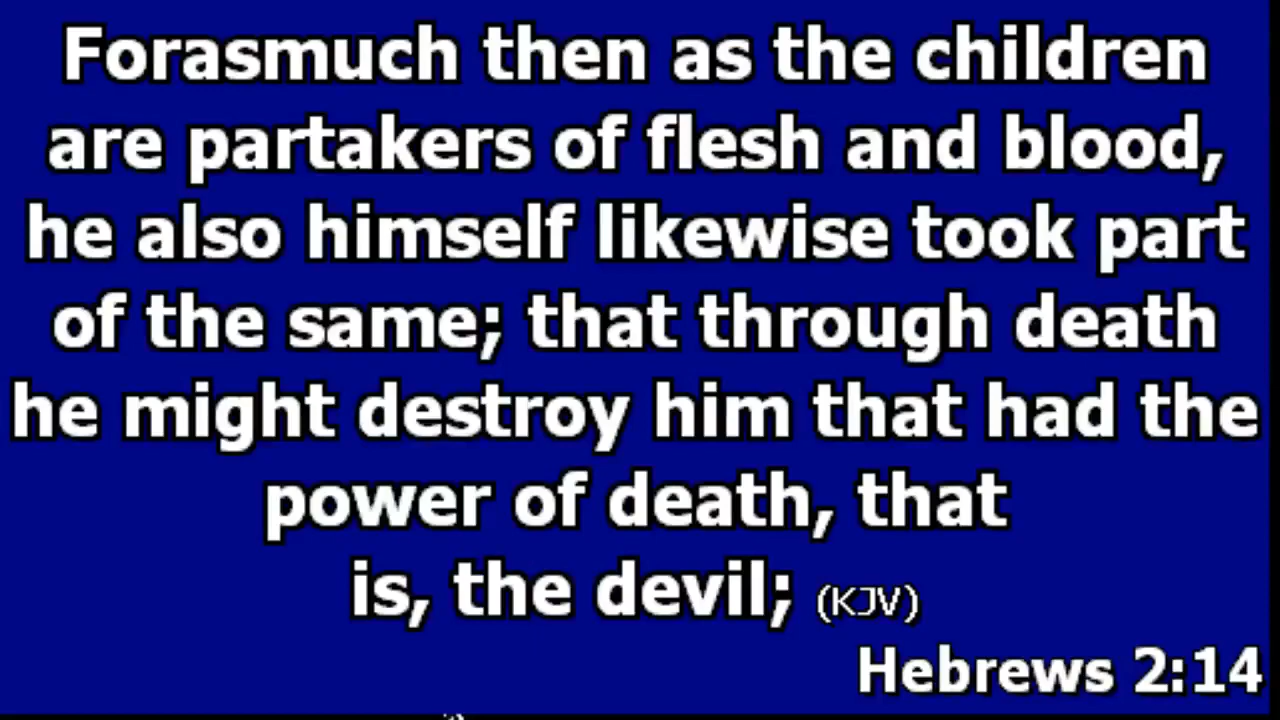 Forasmuch then as the children
are partakers of flesh and blood,
he also himself likewise took part
of the same; that through death
he might destroy him that had the
power of death, that
is, the devil; (KJV)
Hebrews 2:14